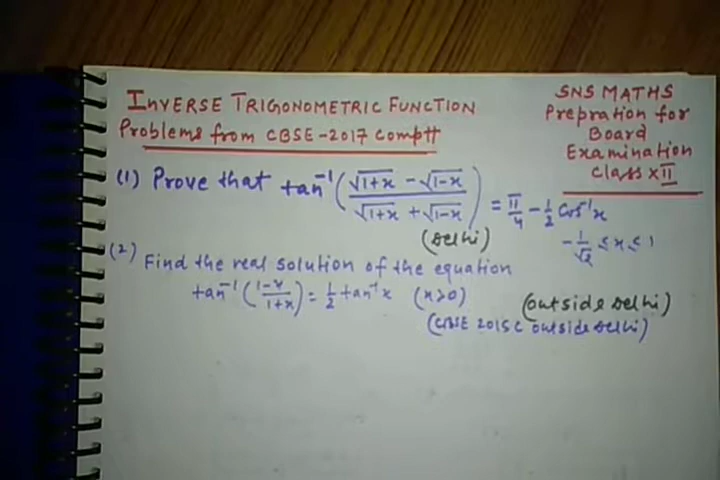 INVERSE TRIGONOMETRIC FUNCTION
Problems from CBSE-2017 Comptt
SNS MATHS
Prepration for
Board
Examination
Class XII
(1) Prove that tan⁻¹(√(1+x) - √(1-x) / √(1+x) + √(1-x)) = π/4 - 1/2 Cos⁻¹x
(Delhi)
-1/√2 ≤ x ≤ 1
(2) Find the real solution of the equation
tan⁻¹(1-x/1+x) = 1/2 tan⁻¹x (x>0)
(outside Delhi)
(CBSE 2015C outside Delhi)